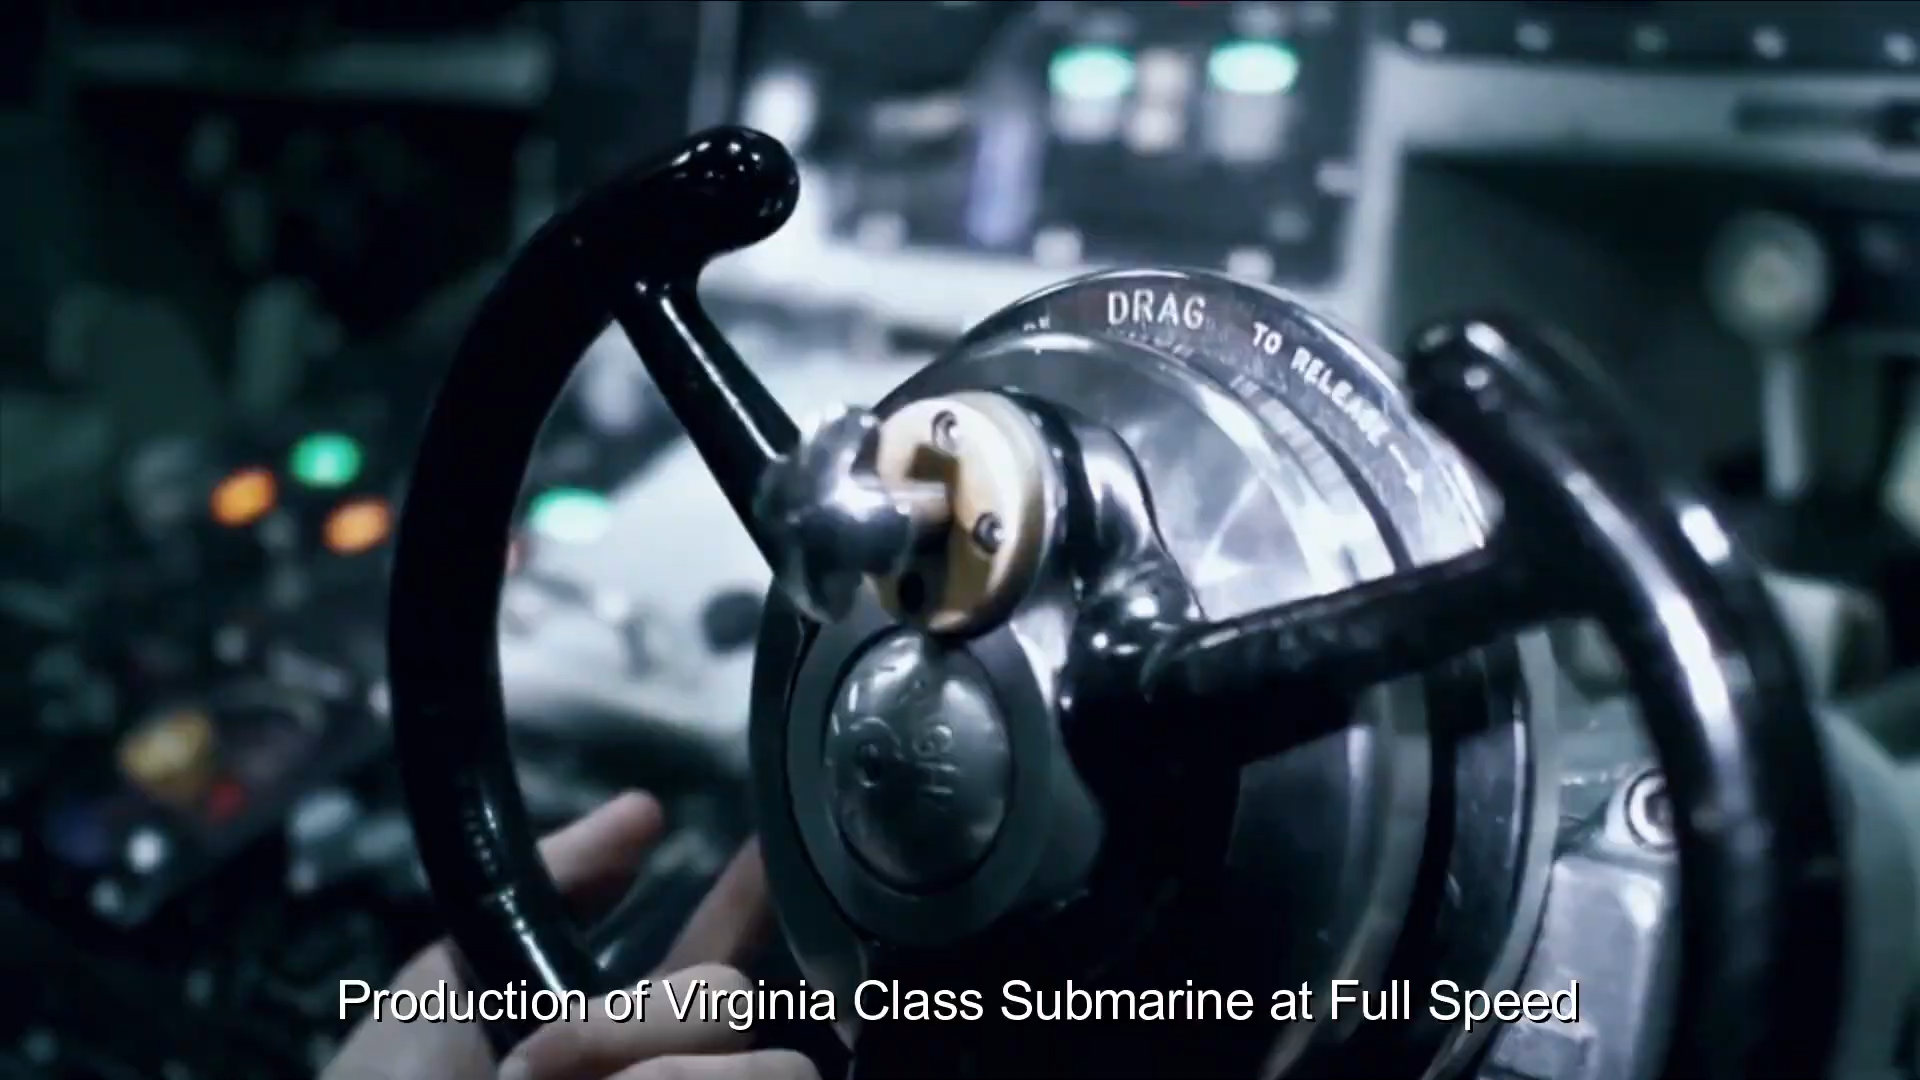 DRAG TO RELEASE
Production of Virginia Class Submarine at Full Speed